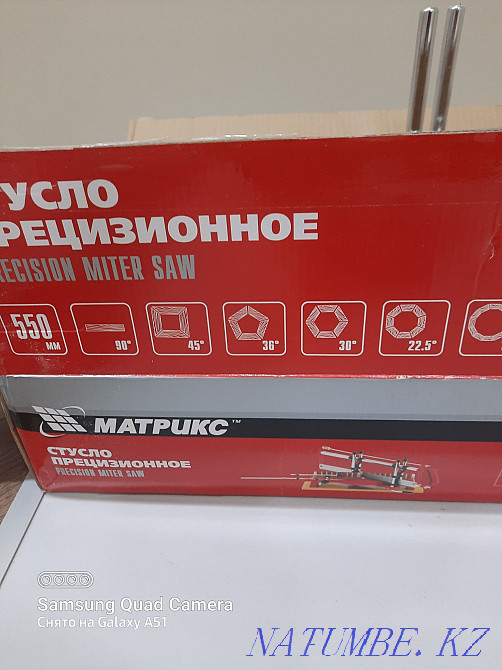 УСЛО
РЕЦИЗИОННОЕ
RECISION MITER SAW
550 мм 90° 45° 36° 30° 22.5°
МАТРИКС™
СТУСЛО
ПРЕЦИЗИОННОЕ
PRECISION MITER SAW
Samsung Quad Camera
Снято на Galaxy A51
NATUMBE. KZ